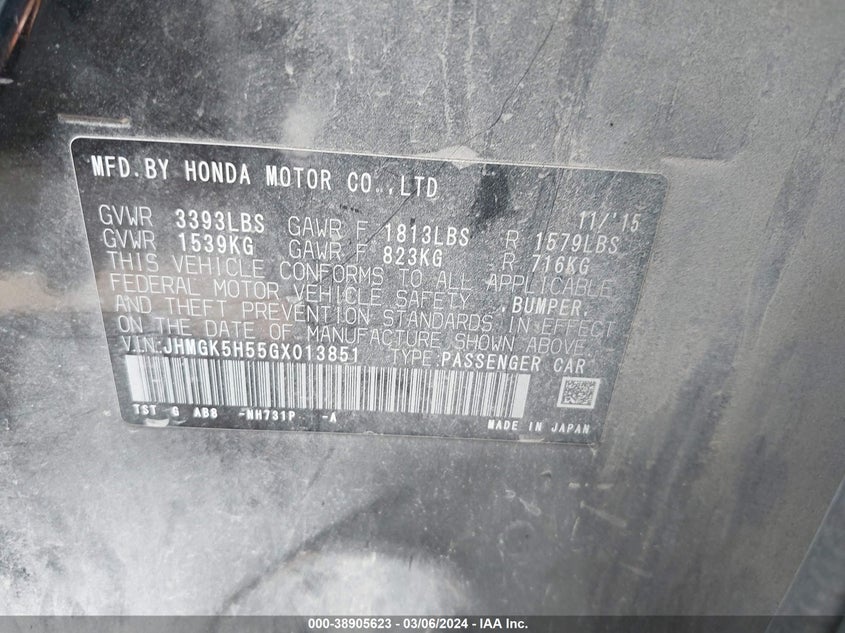 MFD.BY HONDA MOTOR CO.,LTD
11/'15
GVWR 3393LBS GAWR F 1813LBS R 1579LBS
GVWR 1539KG GAWR F 823KG R 716KG
THIS VEHICLE CONFORMS TO ALL APPLICABLE
FEDERAL MOTOR VEHICLE SAFETY, BUMPER,
AND THEFT PREVENTION STANDARDS IN EFFECT
ON THE DATE OF MANUFACTURE SHOWN ABOVE.
VIN:JHMGK5H55GX013851 TYPE:PASSENGER CAR
TST G AB8 -NH731P -A
MADE IN JAPAN
000-38905623 - 03/06/2024 - IAA Inc.